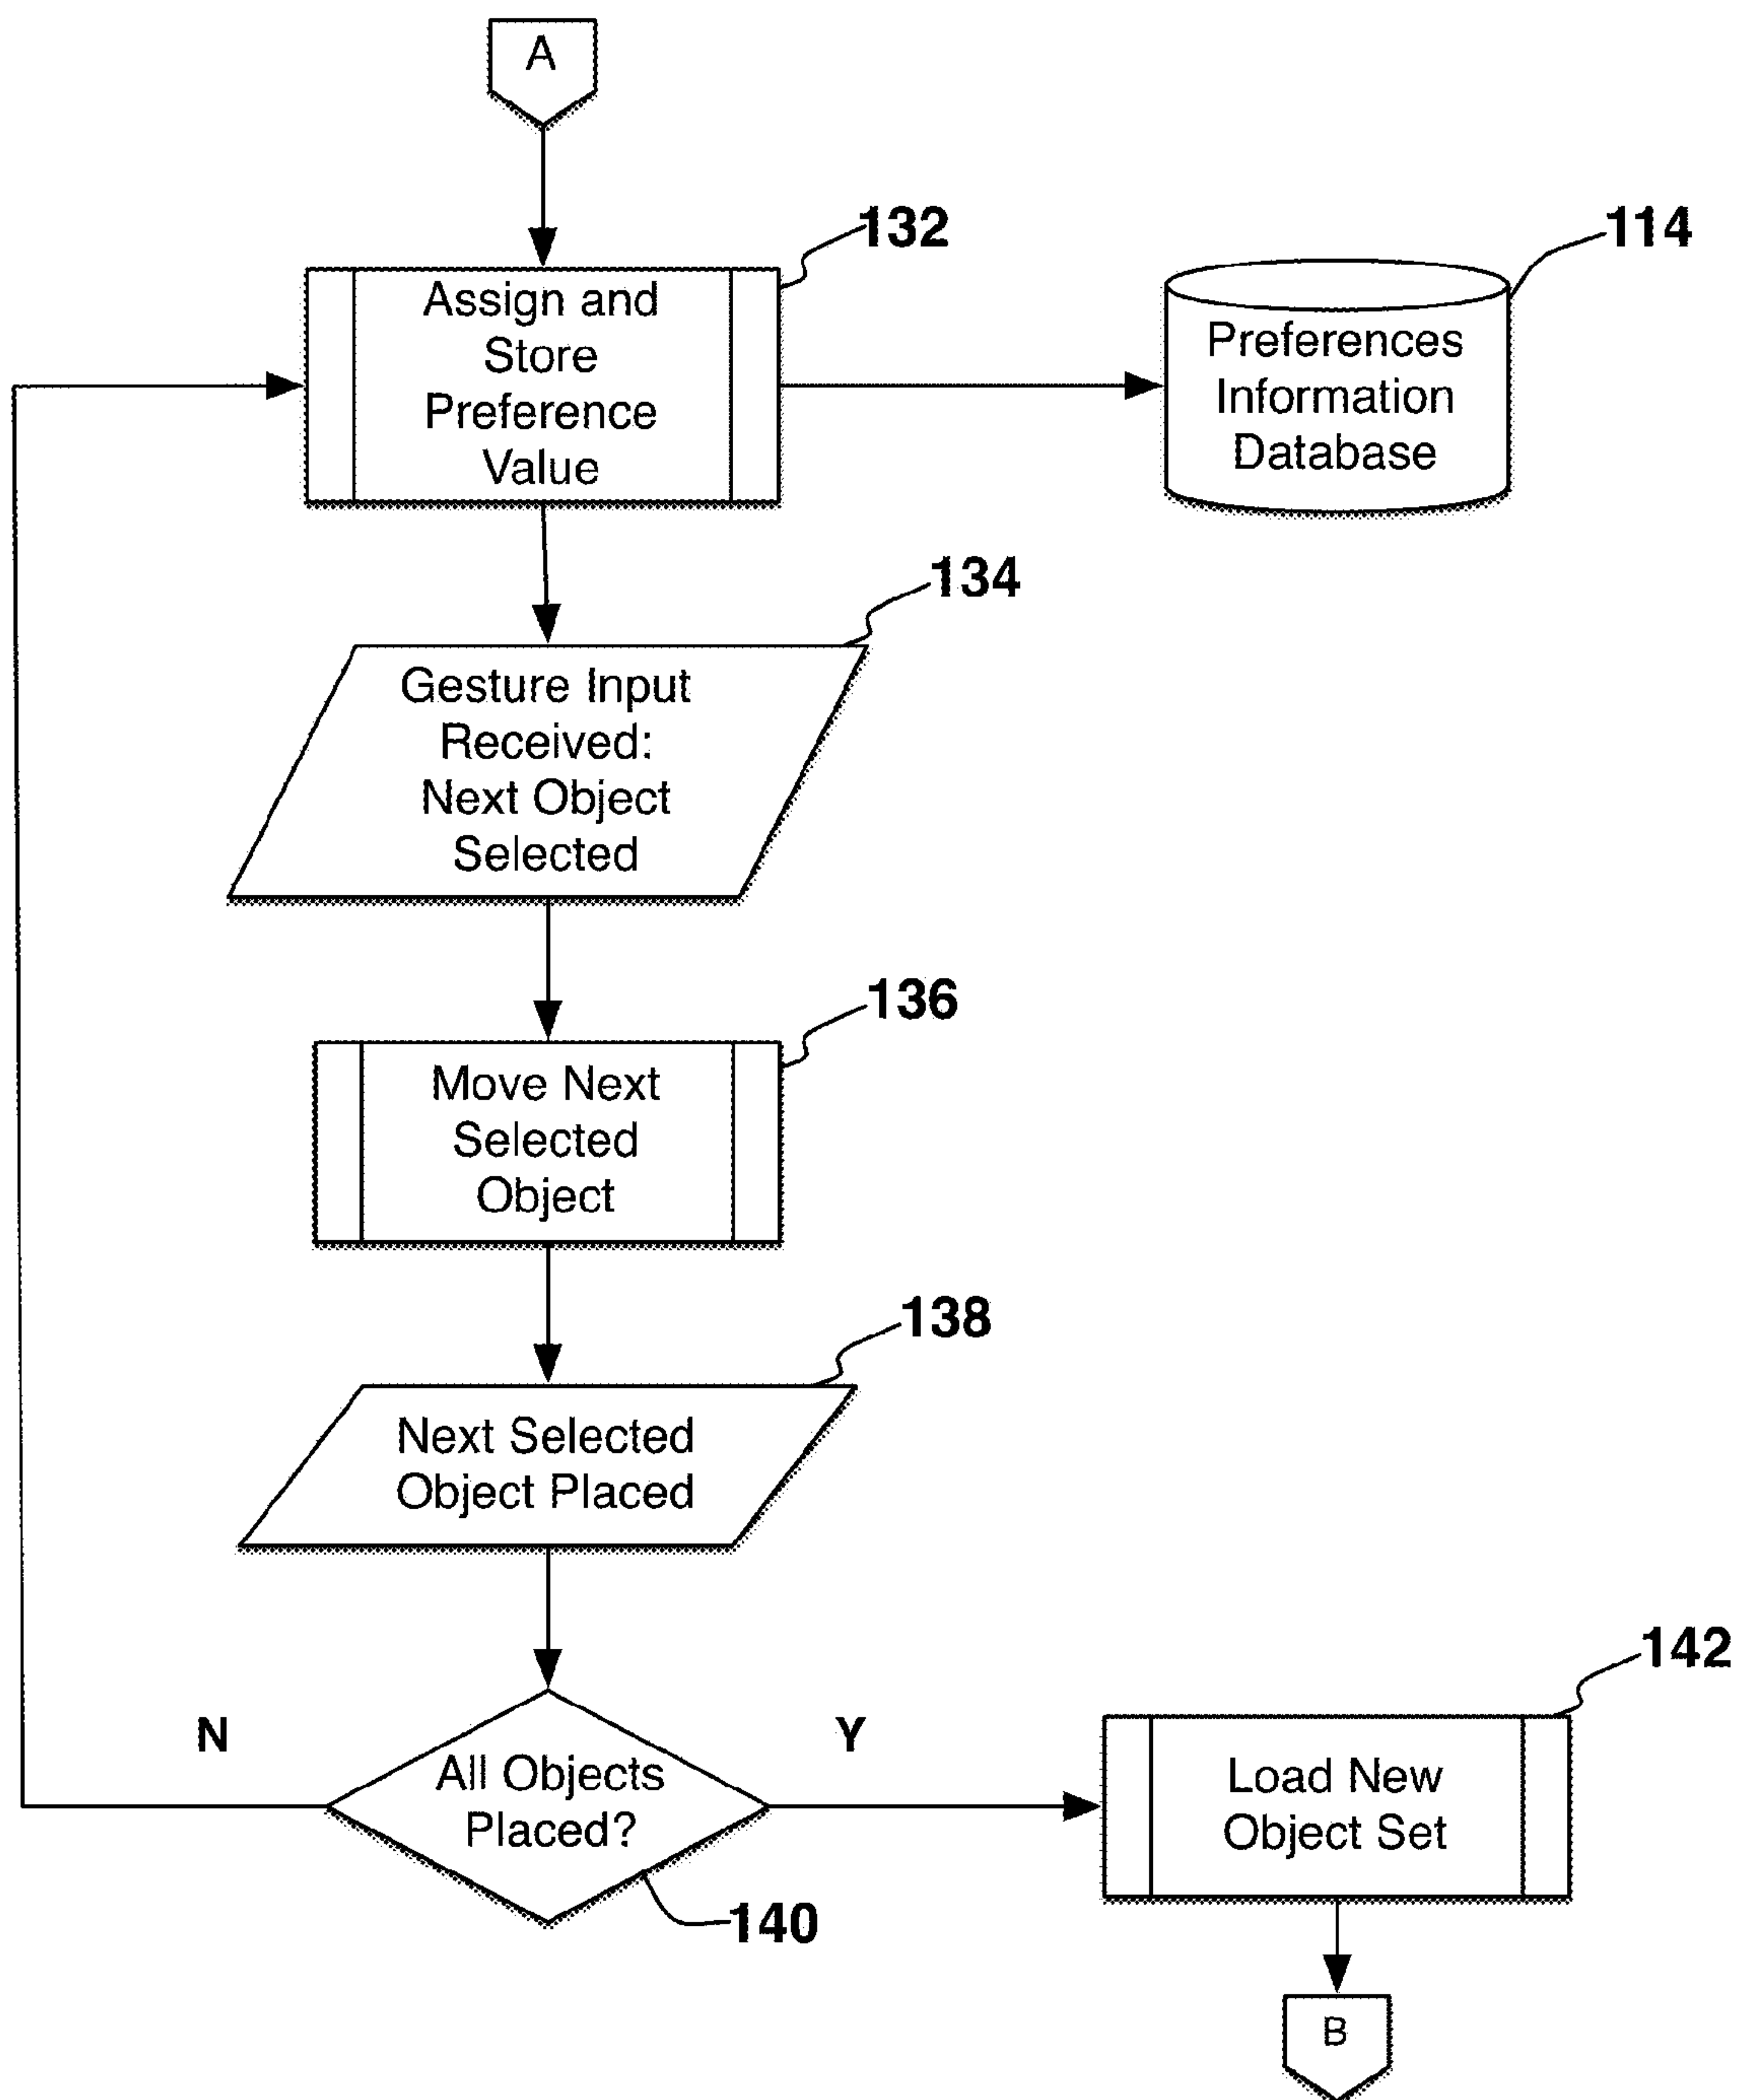 A
132
Assign and
Store
Preference
Value
114
Preferences
Information
Database
134
Gesture Input
Received:
Next Object
Selected
136
Move Next
Selected
Object
138
Next Selected
Object Placed
N
All Objects
Placed?
Y
140
142
Load New
Object Set
B